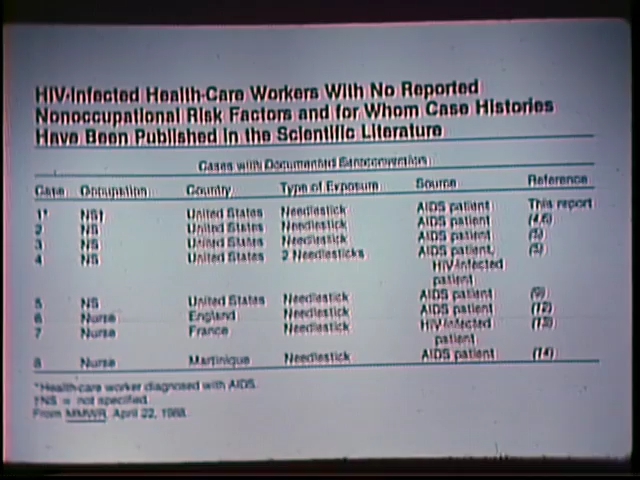 HIV-Infected Health-Care Workers With No Reported
Nonoccupational Risk Factors and for Whom Case Histories
Have Been Published in the Scientific Literature
Cases with Documented Seroconversion
Case Occupation Country Type of Exposure Source Reference
1* NS† United States Needlestick AIDS patient This report
2 NS United States Needlestick AIDS patient
3 NS United States Needlestick AIDS patient
4 NS United States 2 Needlesticks AIDS patient,
HIV-infected
patient
5 NS United States Needlestick AIDS patient
6 Nurse England Needlestick AIDS patient (12)
7 Nurse France Needlestick HIV-infected (13)
patient
8 Nurse Martinique Needlestick AIDS patient (14)
*Health-care worker diagnosed with AIDS.
†NS = not specified.
From MMWR, April 22, 1988.